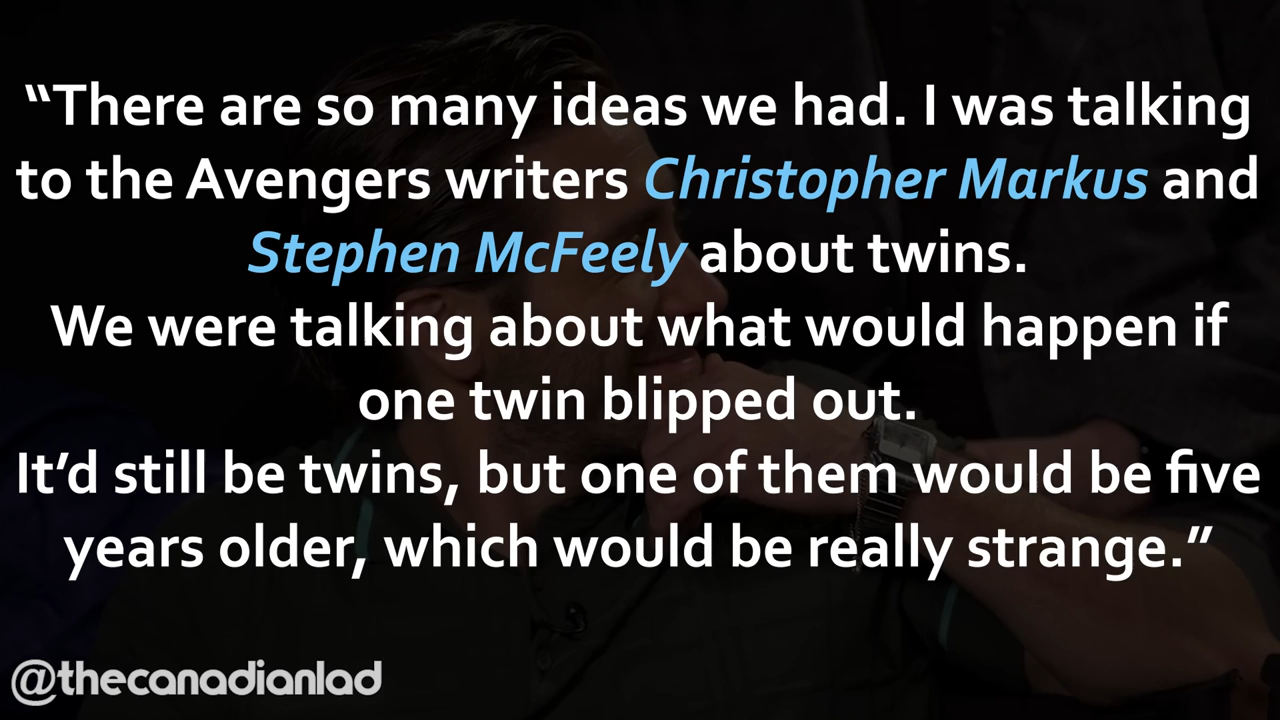 “There are so many ideas we had. I was talking
to the Avengers writers Christopher Markus and
Stephen McFeely about twins.
We were talking about what would happen if
one twin blipped out.
It’d still be twins, but one of them would be five
years older, which would be really strange.”
@thecanadianlad